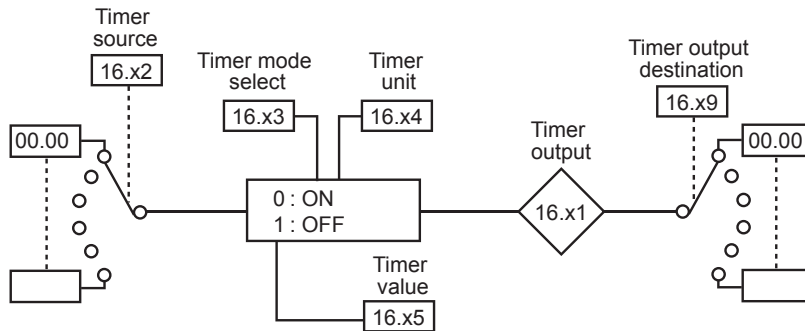 Timer
source
16.x2
Timer mode
select
16.x3
Timer
unit
16.x4
Timer output
destination
16.x9
00.00
Timer
output
00.00
0 : ON
1 : OFF
16.x1
Timer
value
16.x5